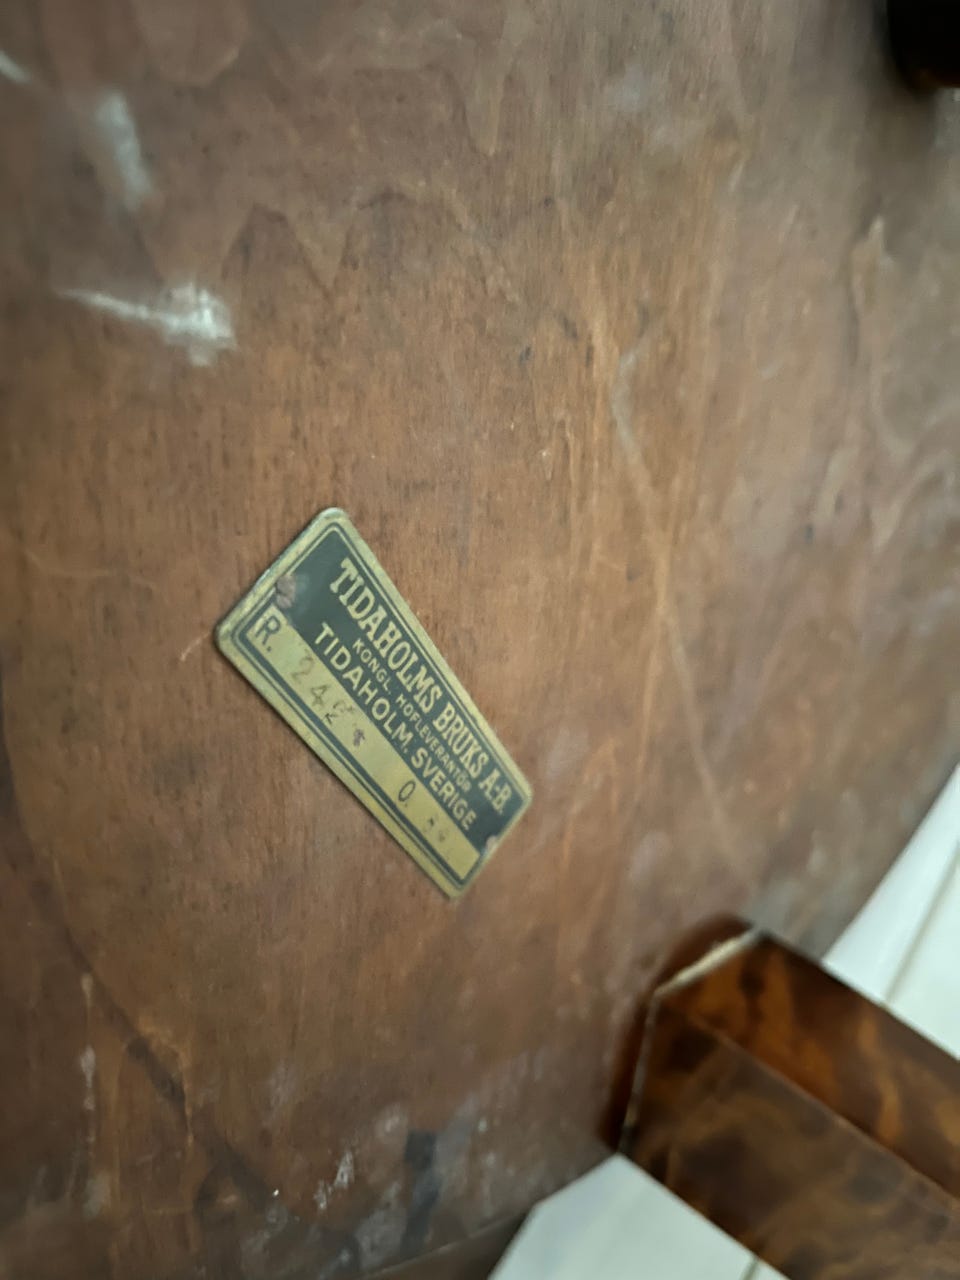 TIDAHOLMS BRUKS A.-B.
KONGL. HOFLEVERANTÖR
TIDAHOLM, SVERIGE
R. O.